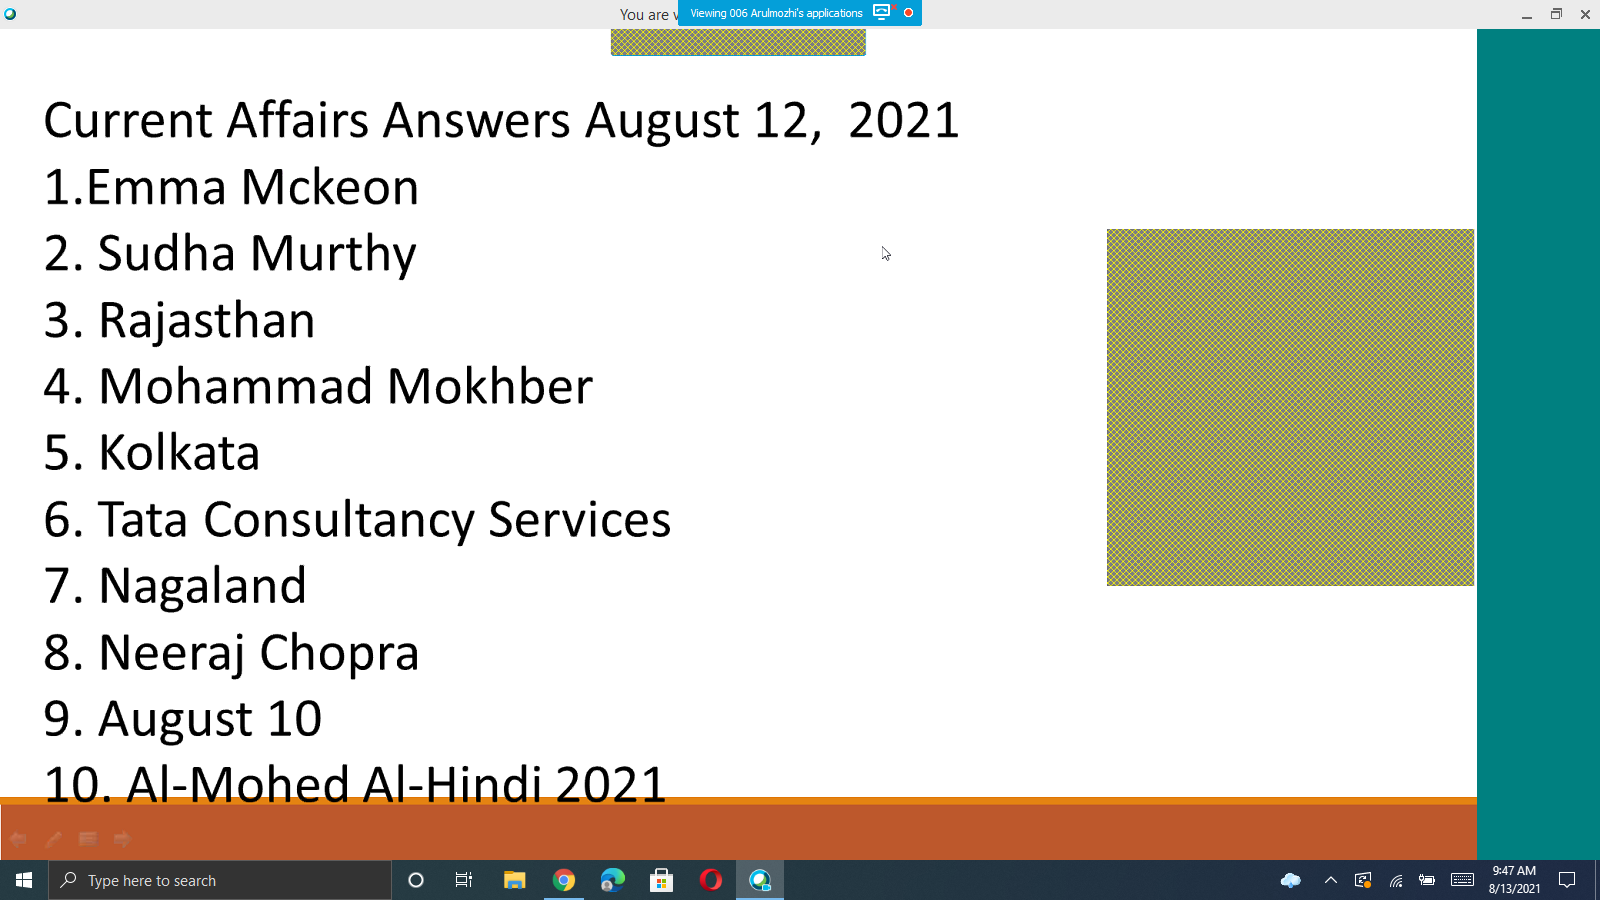 You are v
Viewing 006 Arulmozhi's applications
Current Affairs Answers August 12,  2021
1.Emma Mckeon
2. Sudha Murthy
3. Rajasthan
4. Mohammad Mokhber
5. Kolkata
6. Tata Consultancy Services
7. Nagaland
8. Neeraj Chopra
9. August 10
10. Al-Mohed Al-Hindi 2021
Type here to search
9:47 AM
8/13/2021